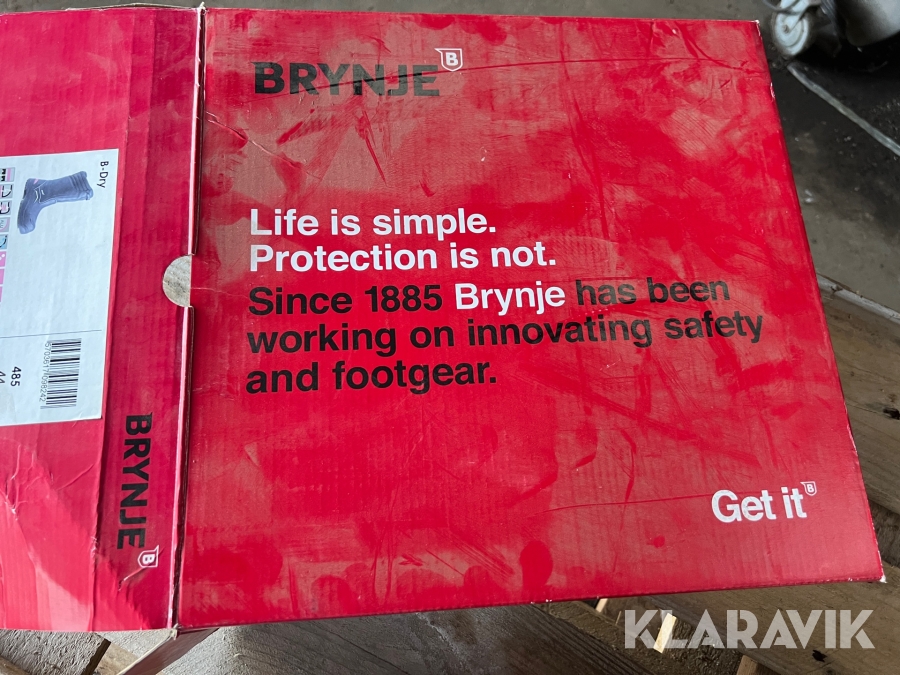 BRYNJE B
Life is simple.
Protection is not.
Since 1885 Brynje has been
working on innovating safety
and footgear.
Get it B
B-Dry
485
44
BRYNJE B
KLARAVIK